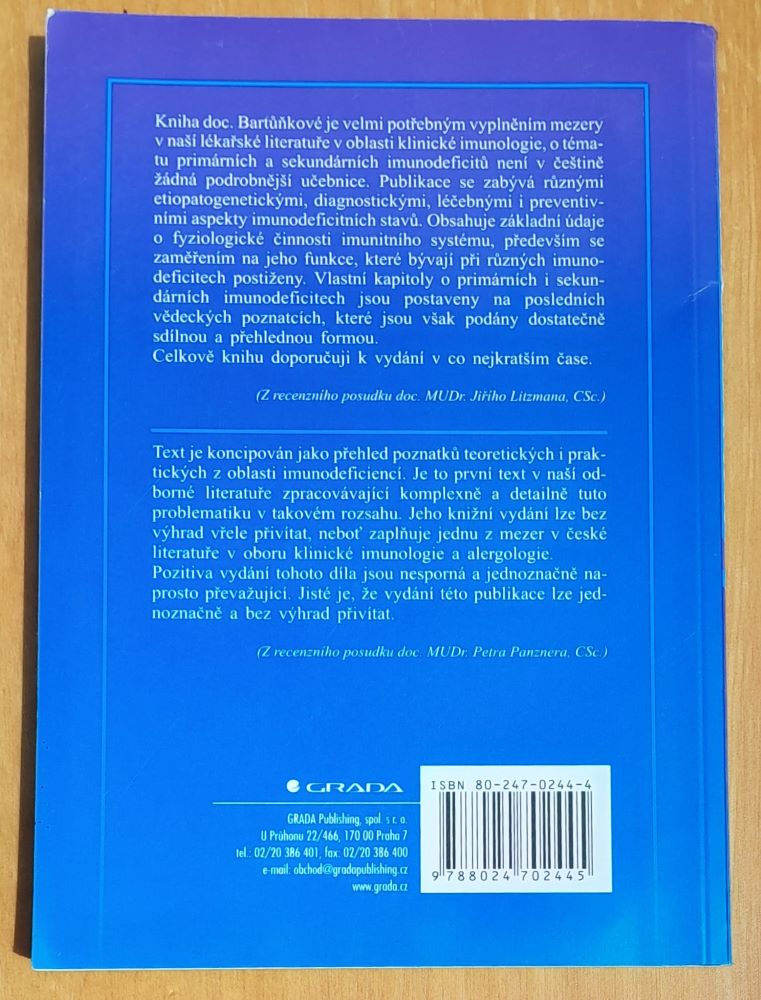 Kniha doc. Bartůňkové je velmi potřebným vyplněním mezery
v naší lékařské literatuře v oblasti klinické imunologie, o téma-
tu primárních a sekundárních imunodeficitů není v češtině
žádná podrobnější učebnice. Publikace se zabývá různými
etiopatogenetickými, diagnostickými, léčebnými i preventiv-
ními aspekty imunodeficitních stavů. Obsahuje základní údaje
o fyziologické činnosti imunitního systému, především se
zaměřením na jeho funkce, které bývají při různých imuno-
deficitech postiženy. Vlastní kapitoly o primárních i sekun-
dárních imunodeficitech jsou postaveny na posledních
vědeckých poznatcích, které jsou však podány dostatečně
sdílnou a přehlednou formou.
Celkově knihu doporučuji k vydání v co nejkratším čase.
(Z recenzního posudku doc. MUDr. Jiřího Litzmana, CSc.)
Text je koncipován jako přehled poznatků teoretických i prak-
tických z oblasti imunodeficiencí. Je to první text v naší od-
borné literatuře zpracovávající komplexně a detailně tuto
problematiku v takovém rozsahu. Jeho knižní vydání lze bez
výhrad vřele přivítat, neboť zaplňuje jednu z mezer v české
literatuře v oboru klinické imunologie a alergologie.
Pozitiva vydání tohoto díla jsou nesporná a jednoznačně na-
prosto převažující. Jisté je, že vydání této publikace lze jed-
noznačně a bez výhrad přivítat.
(Z recenzního posudku doc. MUDr. Petra Panznera, CSc.)
GRADA
GRADA Publishing, spol. s r. o.
U Průhonu 22/466, 170 00 Praha 7
tel.: 02/20 386 401, fax: 02/20 386 400
e-mail: obchod@gradapublishing.cz
www.grada.cz
ISBN 80-247-0244-4
9 788024 702445